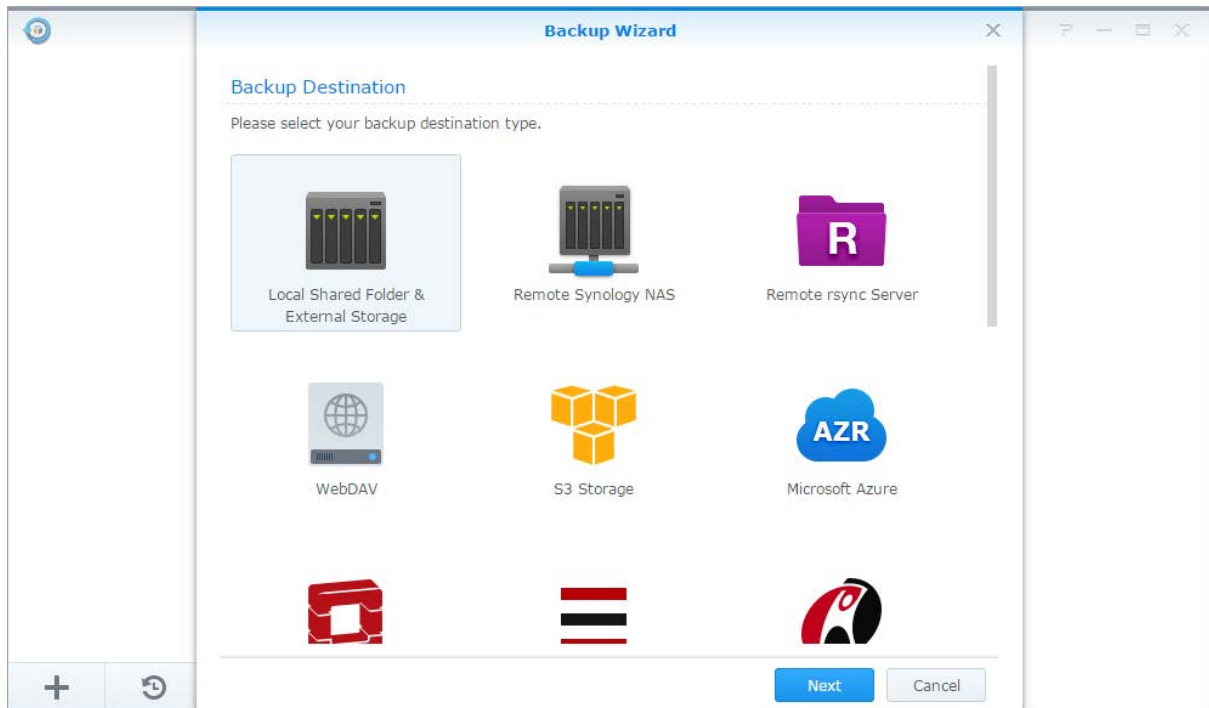 Backup Wizard
Backup Destination
Please select your backup destination type.
Local Shared Folder &
External Storage
Remote Synology NAS
R
Remote rsync Server
WebDAV
S3 Storage
AZR
Microsoft Azure
Next
Cancel